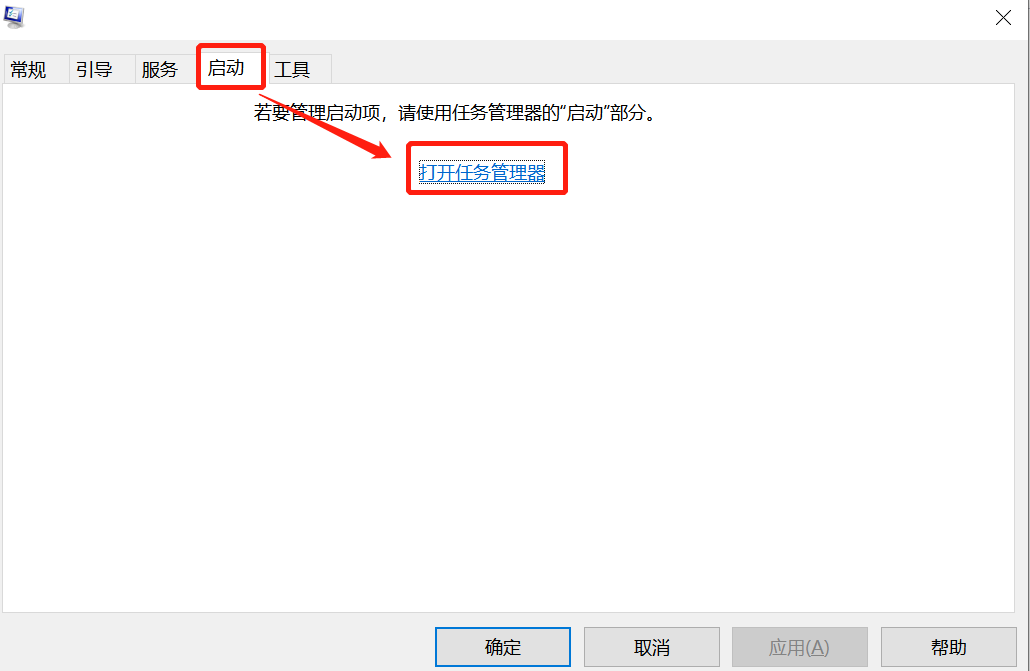 常规 引导 服务 启动 工具
若要管理启动项，请使用任务管理器的“启动”部分。
打开任务管理器
确定 取消 应用(A) 帮助